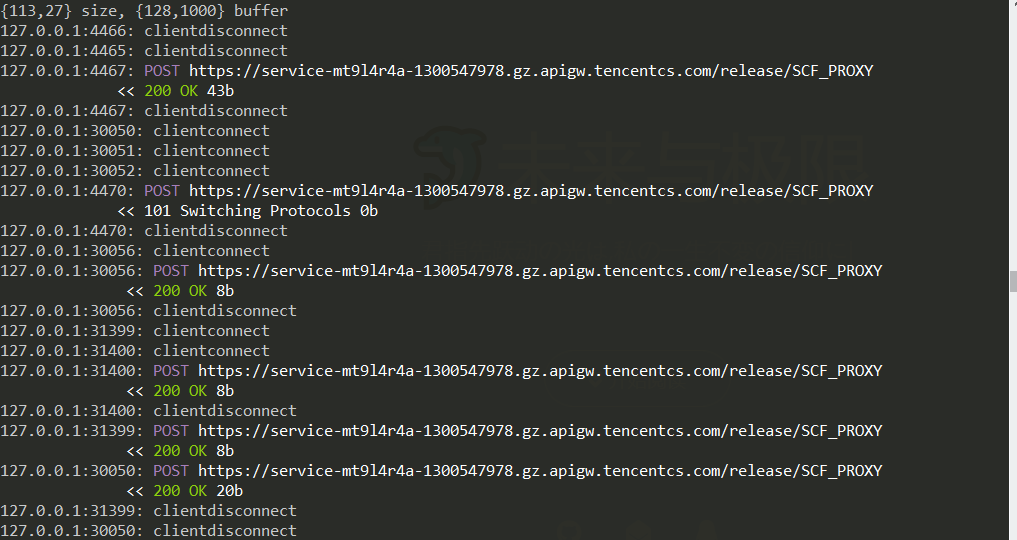 {113,27} size, {128,1000} buffer
127.0.0.1:4466: clientdisconnect
127.0.0.1:4465: clientdisconnect
127.0.0.1:4467: POST https://service-mt9l4r4a-1300547978.gz.apigw.tencentcs.com/release/SCF_PROXY
<< 200 OK 43b
127.0.0.1:4467: clientdisconnect
127.0.0.1:30050: clientconnect
127.0.0.1:30051: clientconnect
127.0.0.1:30052: clientconnect
未来与极限
127.0.0.1:4470: POST https://service-mt9l4r4a-1300547978.gz.apigw.tencentcs.com/release/SCF_PROXY
<< 101 Switching Protocols 0b
127.0.0.1:4470: clientdisconnect
127.0.0.1:30056: clientconnect
127.0.0.1:30056: POST https://service-mt9l4r4a-1300547978.gz.apigw.tencentcs.com/release/SCF_PROXY
<< 200 OK 8b
127.0.0.1:30056: clientdisconnect
127.0.0.1:31399: clientconnect
127.0.0.1:31400: clientconnect
127.0.0.1:31400: POST https://service-mt9l4r4a-1300547978.gz.apigw.tencentcs.com/release/SCF_PROXY
<< 200 OK 8b
127.0.0.1:31400: clientdisconnect
127.0.0.1:31399: POST https://service-mt9l4r4a-1300547978.gz.apigw.tencentcs.com/release/SCF_PROXY
<< 200 OK 8b
127.0.0.1:30050: POST https://service-mt9l4r4a-1300547978.gz.apigw.tencentcs.com/release/SCF_PROXY
<< 200 OK 20b
127.0.0.1:31399: clientdisconnect
127.0.0.1:30050: clientdisconnect